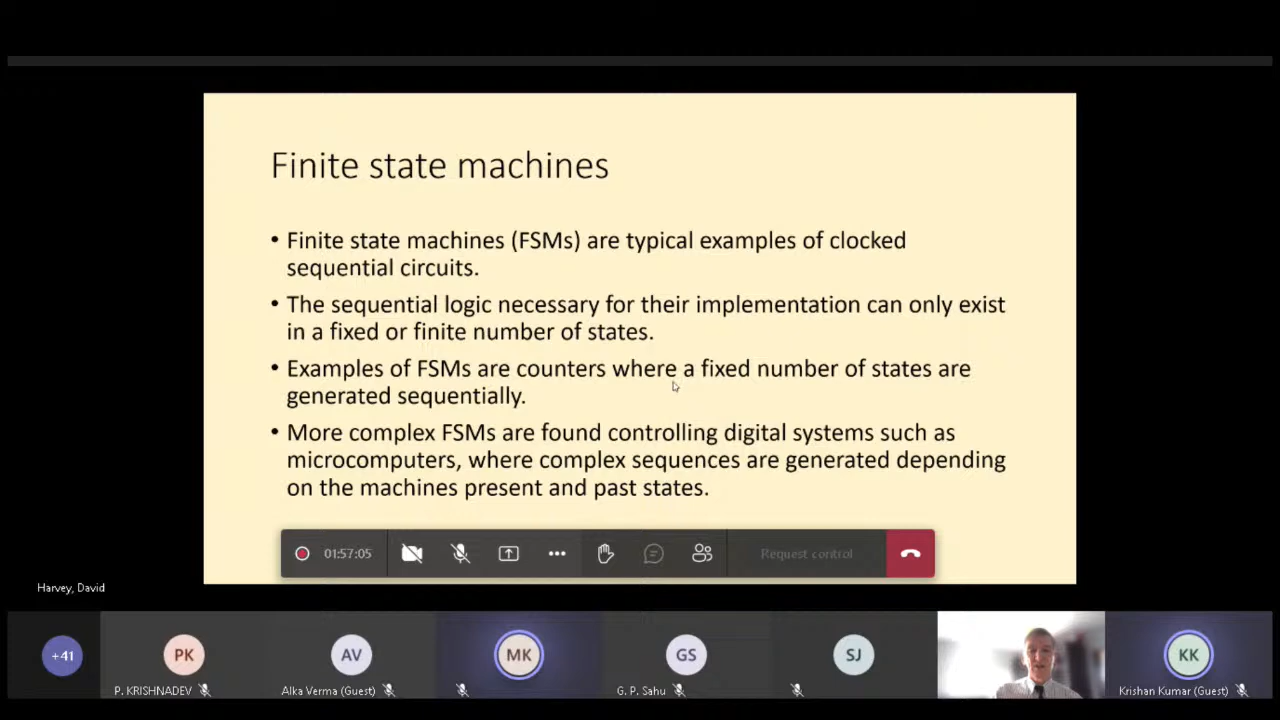 Finite state machines
• Finite state machines (FSMs) are typical examples of clocked
sequential circuits.
• The sequential logic necessary for their implementation can only exist
in a fixed or finite number of states.
• Examples of FSMs are counters where a fixed number of states are
generated sequentially.
• More complex FSMs are found controlling digital systems such as
microcomputers, where complex sequences are generated depending
on the machines present and past states.
01:57:05
Request control
Harvey, David
+41
PK
AV
MK
GS
SJ
KK
P. KRISHNADEV
Alka Verma (Guest)
G. P. Sahu
Krishan Kumar (Guest)